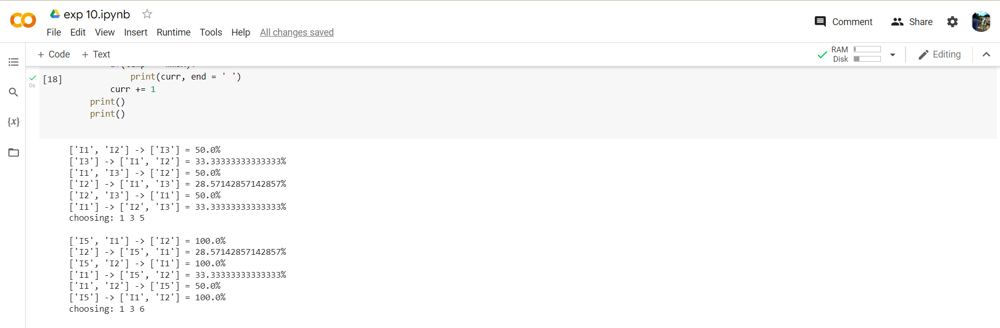 exp 10.ipynb
Comment
Share
File Edit View Insert Runtime Tools Help All changes saved
+ Code + Text
RAM
Disk
Editing
[18]
0s
print(curr, end = ' ')
curr += 1
print()
print()
{x}
['I1', 'I2'] -> ['I3'] = 50.0%
['I3'] -> ['I1', 'I2'] = 33.33333333333333%
['I1', 'I3'] -> ['I2'] = 50.0%
['I2'] -> ['I1', 'I3'] = 28.57142857142857%
['I2', 'I3'] -> ['I1'] = 50.0%
['I1'] -> ['I2', 'I3'] = 33.33333333333333%
choosing: 1 3 5
['I5', 'I1'] -> ['I2'] = 100.0%
['I2'] -> ['I5', 'I1'] = 28.57142857142857%
['I5', 'I2'] -> ['I1'] = 100.0%
['I1'] -> ['I5', 'I2'] = 33.33333333333333%
['I1', 'I2'] -> ['I5'] = 50.0%
['I5'] -> ['I1', 'I2'] = 100.0%
choosing: 1 3 6